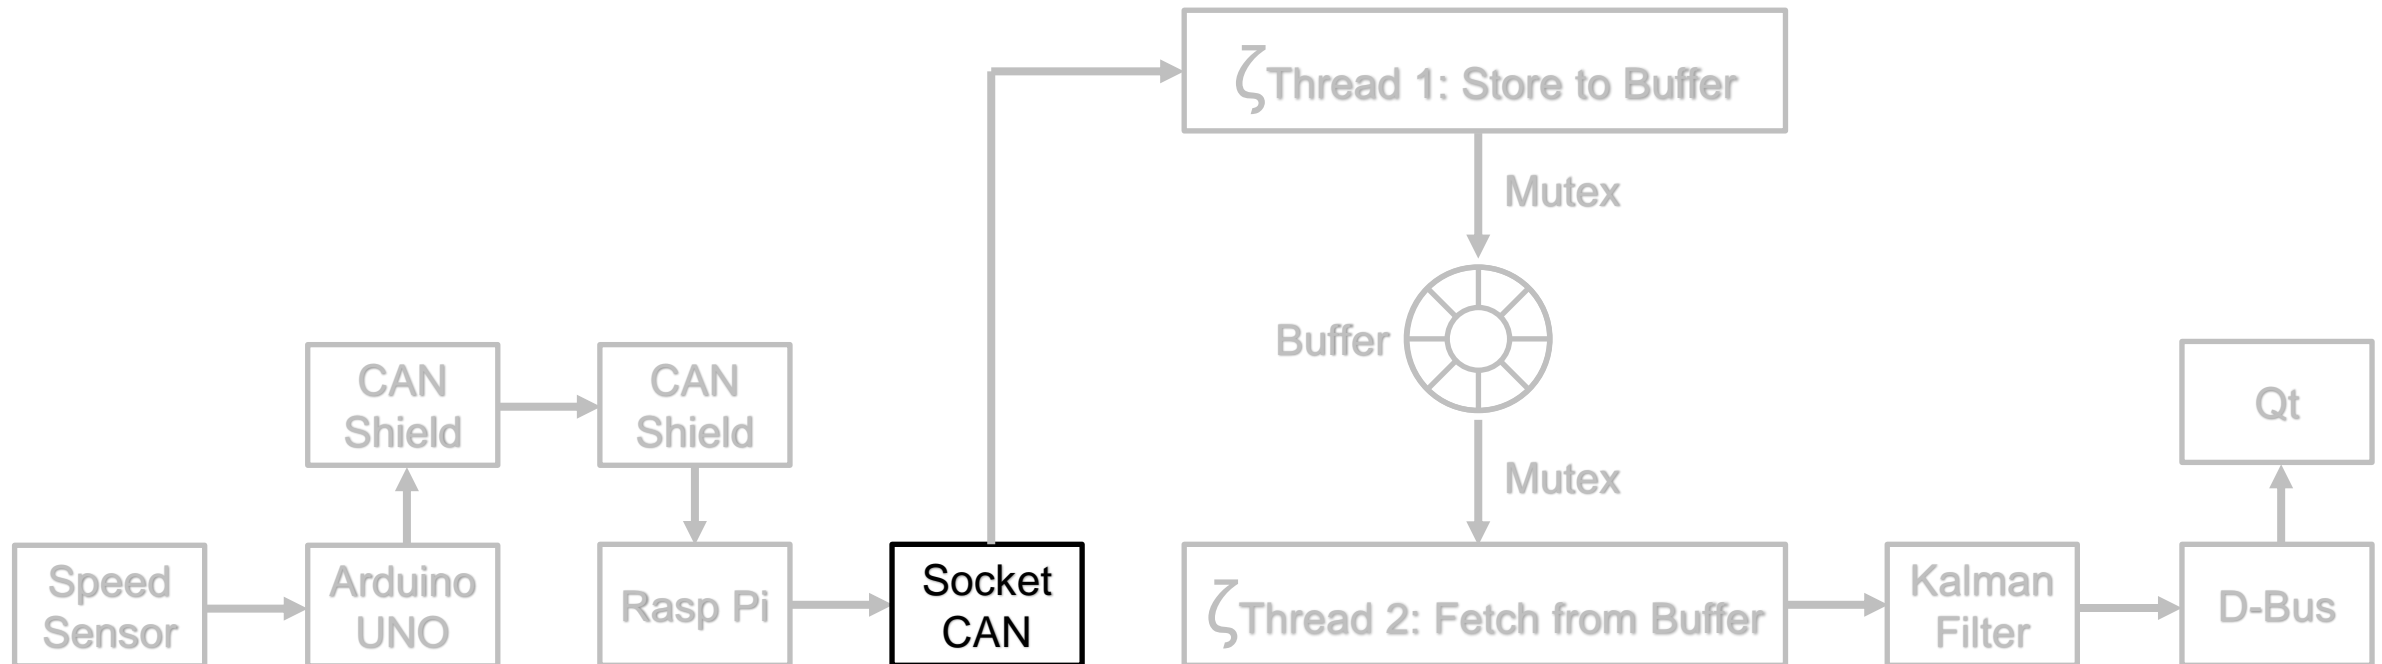 ζThread 1: Store to Buffer
Mutex
Buffer
CAN
Shield
CAN
Shield
Qt
Mutex
Speed
Sensor
Arduino
UNO
Rasp Pi
Socket
CAN
ζThread 2: Fetch from Buffer
Kalman
Filter
D-Bus